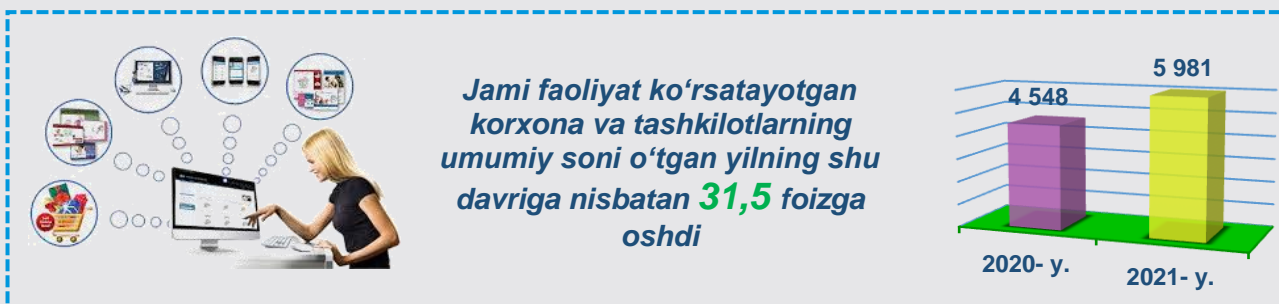 Jami faoliyat ko‘rsatayotgan
korxona va tashkilotlarning
umumiy soni o‘tgan yilning shu
davriga nisbatan 31,5 foizga
oshdi
5 981
4 548
2020- y.
2021- y.